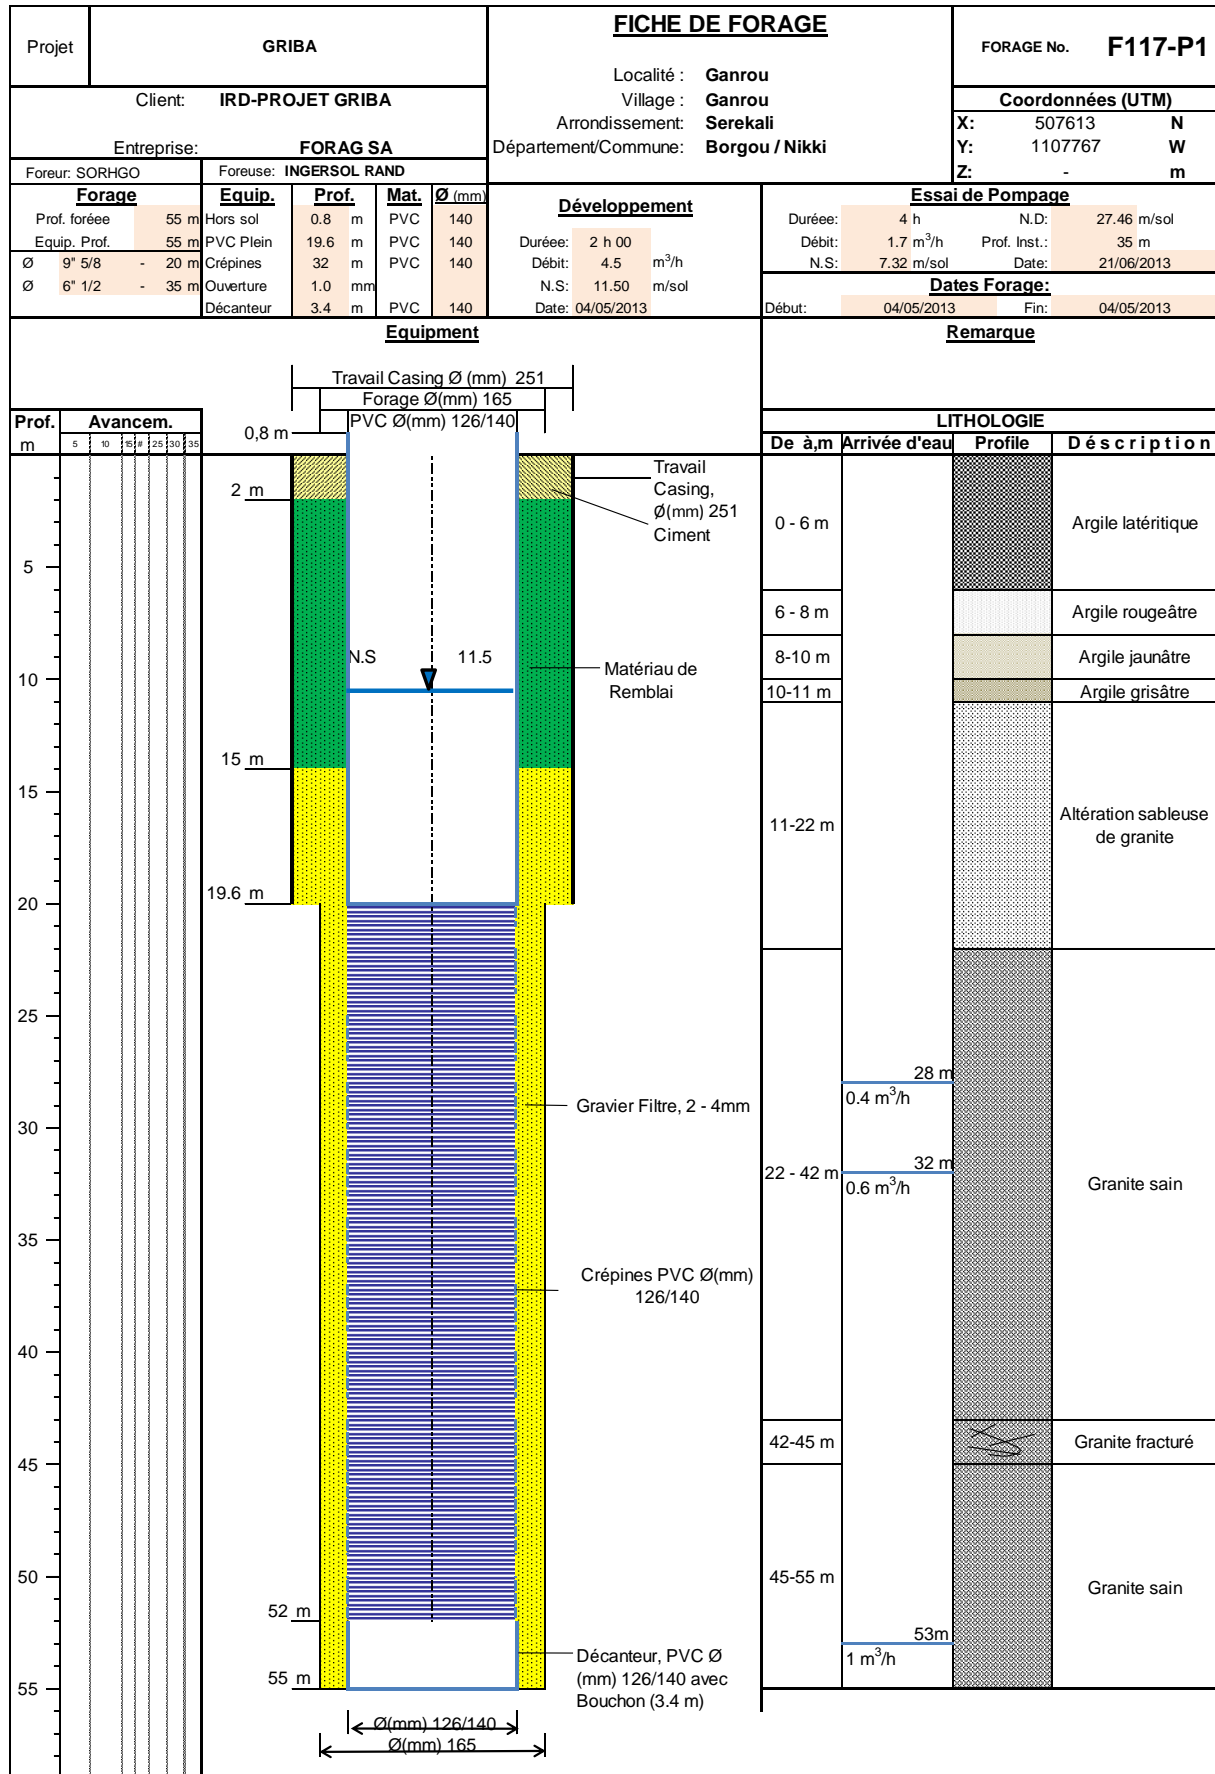 Projet
GRIBA
FICHE DE FORAGE
FORAGE No. F117-P1
Localité : Ganrou
Client: IRD-PROJET GRIBA
Village : Ganrou
Coordonnées (UTM)
Arrondissement: Serekali
X: 507613 N
Entreprise: FORAG SA
Département/Commune: Borgou / Nikki
Y: 1107767 W
Foreur: SORHGO
Foreuse: INGERSOL RAND
Z: - m
Forage
Prof. foréee 55 m
Equip. Prof. 55 m
Ø 9" 5/8 - 20 m
Ø 6" 1/2 - 35 m
Equip. Prof. Mat. Ø (mm)
Hors sol 0.8 m PVC 140
PVC Plein 19.6 m PVC 140
Crépines 32 m PVC 140
Ouverture 1.0 mm
Décanteur 3.4 m PVC 140
Développement
Duréee: 2 h 00
Débit: 4.5 m³/h
N.S: 11.50 m/sol
Date: 04/05/2013
Essai de Pompage
Duréee: 4 h N.D: 27.46 m/sol
Débit: 1.7 m³/h Prof. Inst.: 35 m
N.S: 7.32 m/sol Date: 21/06/2013
Dates Forage:
Début: 04/05/2013 Fin: 04/05/2013
Equipment
Remarque
Travail Casing Ø (mm) 251
Forage Ø(mm) 165
PVC Ø(mm) 126/140
Prof.
m
Avancem.
5 10 15 # 25 30 35
0,8 m
LITHOLOGIE
De à,m Arrivée d'eau Profile Déscription
Travail
Casing,
Ø(mm) 251
Ciment
2 m
0 - 6 m Argile latéritique
5
6 - 8 m Argile rougeâtre
N.S 11.5
8-10 m Argile jaunâtre
Matériau de
Remblai
10
10-11 m Argile grisâtre
15 m
15
11-22 m
Altération sableuse
de granite
19.6 m
20
25
28 m
0.4 m³/h
Gravier Filtre, 2 - 4mm
30
32 m
22 - 42 m
0.6 m³/h
Granite sain
35
Crépines PVC Ø(mm)
126/140
40
42-45 m Granite fracturé
45
50
45-55 m
Granite sain
52 m
53m
1 m³/h
Décanteur, PVC Ø
(mm) 126/140 avec
Bouchon (3.4 m)
55 m
55
Ø(mm) 126/140
Ø(mm) 165